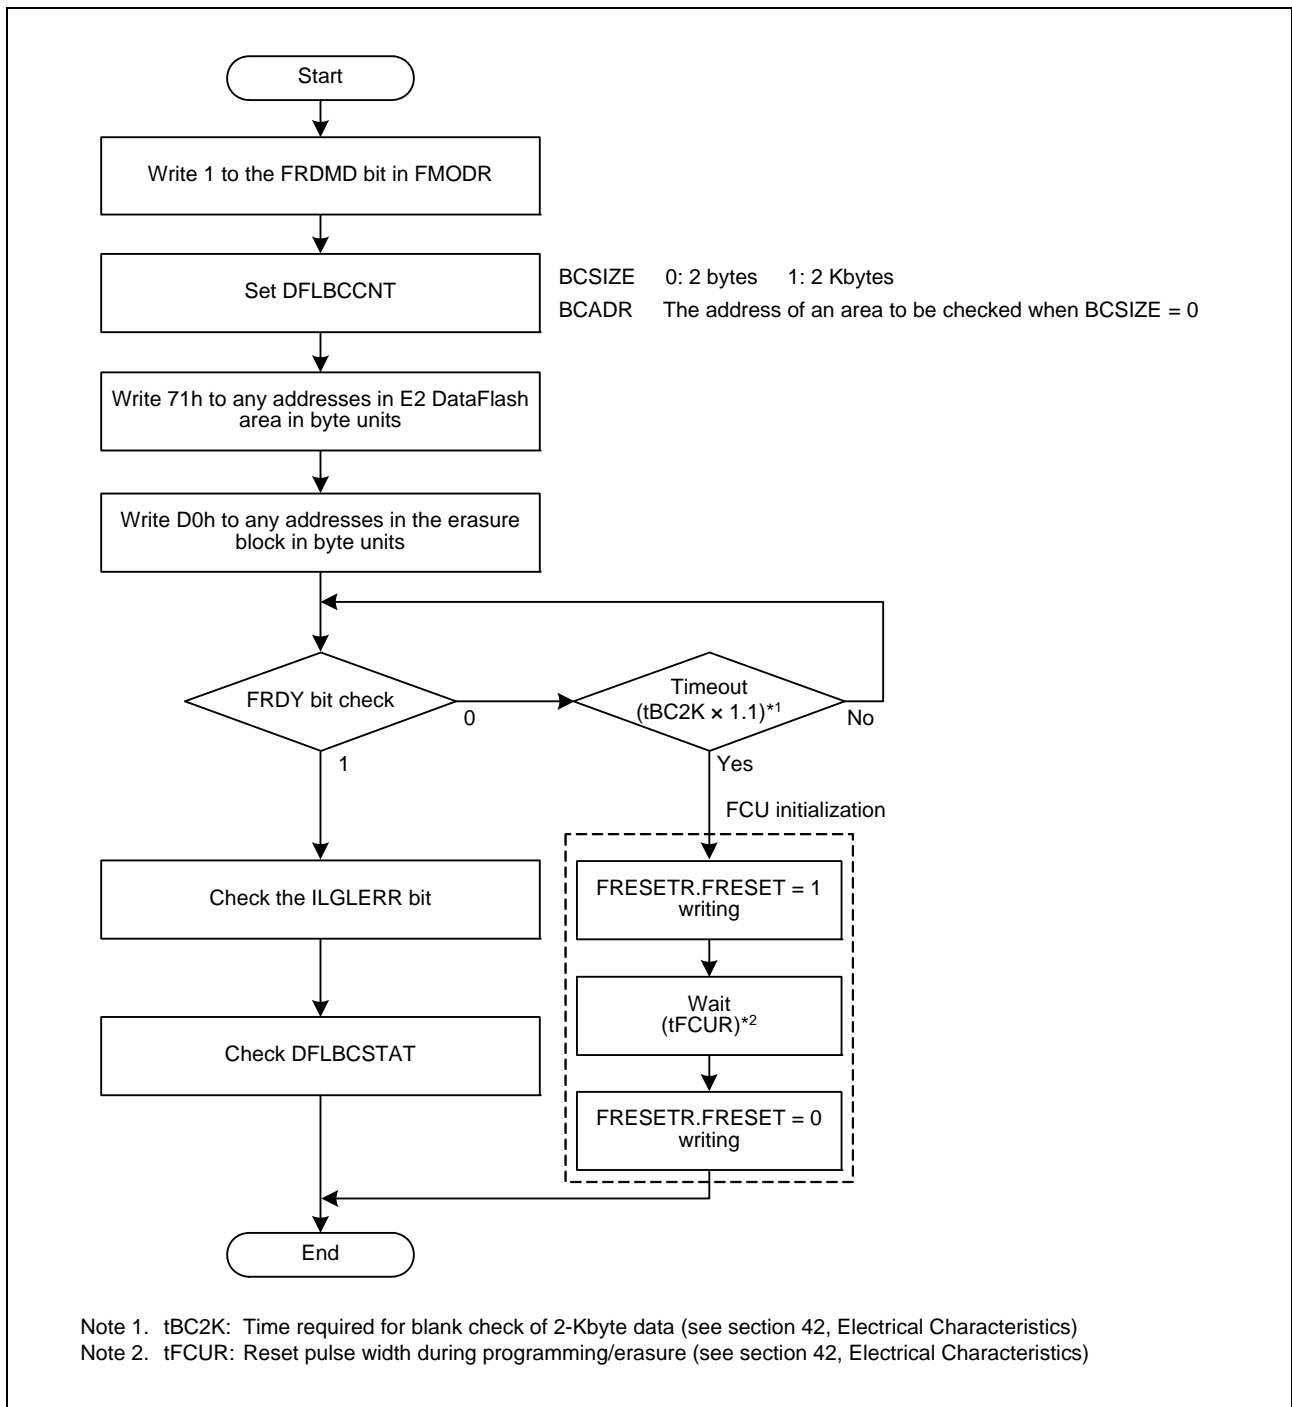 Start
Write 1 to the FRDMD bit in FMODR
Set DFLBCCNT
BCSIZE 0: 2 bytes 1: 2 Kbytes
BCADR The address of an area to be checked when BCSIZE = 0
Write 71h to any addresses in E2 DataFlash
area in byte units
Write D0h to any addresses in the erasure
block in byte units
FRDY bit check
0
1
Timeout
(tBC2K × 1.1)*1
No
Yes
FCU initialization
Check the ILGLERR bit
FRESETR.FRESET = 1
writing
Wait
(tFCUR)*2
Check DFLBCSTAT
FRESETR.FRESET = 0
writing
End
Note 1. tBC2K: Time required for blank check of 2-Kbyte data (see section 42, Electrical Characteristics)
Note 2. tFCUR: Reset pulse width during programming/erasure (see section 42, Electrical Characteristics)